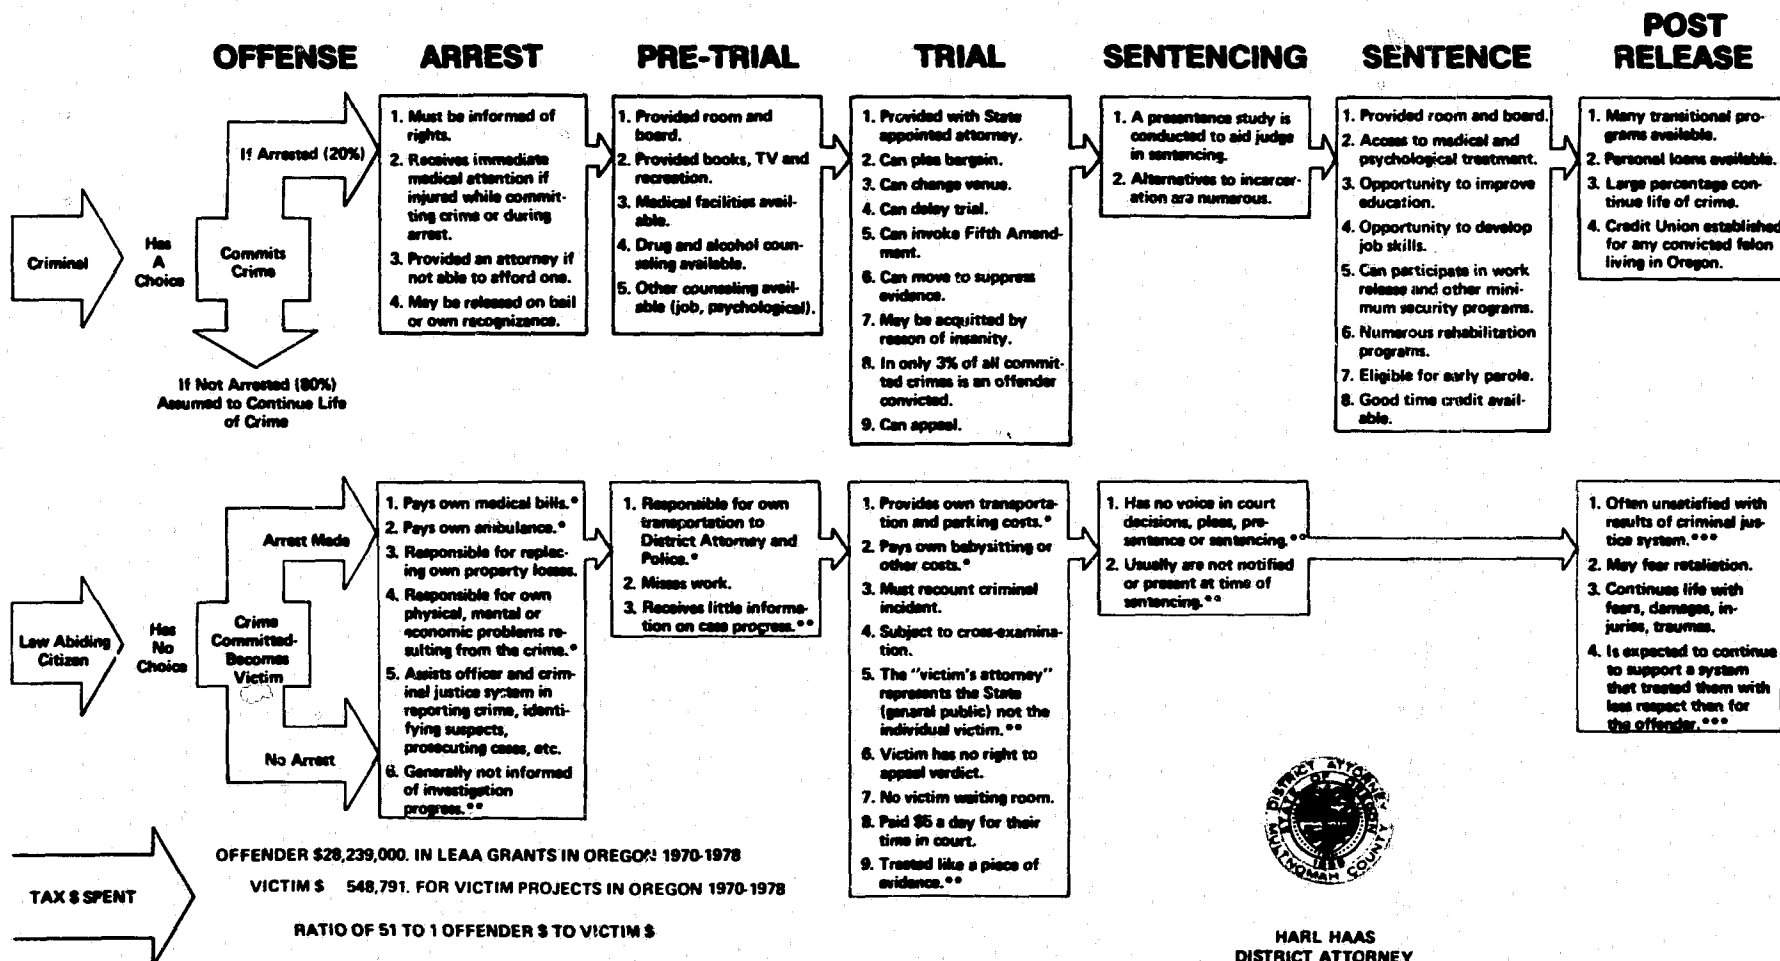 OFFENSE
ARREST
PRE-TRIAL
TRIAL
SENTENCING
SENTENCE
POST
RELEASE
Criminal
Has
A
Choice
Commits
Crime
If Arrested (20%)
If Not Arrested (80%)
Assumed to Continue Life
of Crime
1. Must be informed of
rights.
2. Receives immediate
medical attention if
injured while commit-
ting crime or during
arrest.
3. Provided an attorney if
not able to afford one.
4. May be released on bail
or own recognizance.
1. Provided room and
board.
2. Provided books, TV and
recreation.
3. Medical facilities avail-
able.
4. Drug and alcohol coun-
seling available.
5. Other counseling avail-
able (job, psychological).
1. Provided with State
appointed attorney.
2. Can plea bargain.
3. Can change venue.
4. Can delay trial.
5. Can invoke Fifth Amend-
ment.
6. Can move to suppress
evidence.
7. May be acquitted by
reason of insanity.
8. In only 3% of all commit-
ted crimes is an offender
convicted.
9. Can appeal.
1. A presentence study is
conducted to aid judge
in sentencing.
2. Alternatives to incarcer-
ation are numerous.
1. Provided room and board.
2. Access to medical and
psychological treatment.
3. Opportunity to improve
education.
4. Opportunity to develop
job skills.
5. Can participate in work
release and other mini-
mum security programs.
6. Numerous rehabilitation
programs.
7. Eligible for early parole.
8. Good time credit avail-
able.
1. Many transitional pro-
grams available.
2. Personal loans available.
3. Large percentage con-
tinue life of crime.
4. Credit Union established
for any convicted felon
living in Oregon.
Law Abiding
Citizen
Has
No
Choice
Crime
Committed-
Becomes
Victim
Arrest Made
No Arrest
1. Pays own medical bills.*
2. Pays own ambulance.*
3. Responsible for replac-
ing own property losses.
4. Responsible for own
physical, mental or
economic problems re-
sulting from the crime.*
5. Assists officer and crim-
inal justice system in
reporting crime, identi-
fying suspects,
prosecuting cases, etc.
6. Generally not informed
of investigation
progress.**
1. Responsible for own
transportation to
District Attorney and
Police.*
2. Misses work.
3. Receives little informa-
tion on case progress.**
1. Provides own transporta-
tion and parking costs.*
2. Pays own babysitting or
other costs.*
3. Must recount criminal
incident.
4. Subject to cross-examina-
tion.
5. The "victim's attorney"
represents the State
(general public) not the
individual victim.**
6. Victim has no right to
appeal verdict.
7. No victim waiting room.
8. Paid $5 a day for their
time in court.
9. Treated like a piece of
evidence.**
1. Has no voice in court
decisions, pleas, pre-
sentence or sentencing.**
2. Usually are not notified
or present at time of
sentencing.**
1. Often unsatisfied with
results of criminal jus-
tice system.***
2. May fear retaliation.
3. Continues life with
fears, damages, in-
juries, traumas.
4. Is expected to continue
to support a system
that treated them with
less respect than for
the offender.***
TAX $ SPENT
OFFENDER $28,239,000. IN LEAA GRANTS IN OREGON 1970-1978
VICTIM $ 548,791. FOR VICTIM PROJECTS IN OREGON 1970-1978
RATIO OF 51 TO 1 OFFENDER $ TO VICTIM $
DISTRICT ATTORNEY
MULTNOMAH COUNTY
STATE OF OREGON
HARL HAAS
DISTRICT ATTORNEY